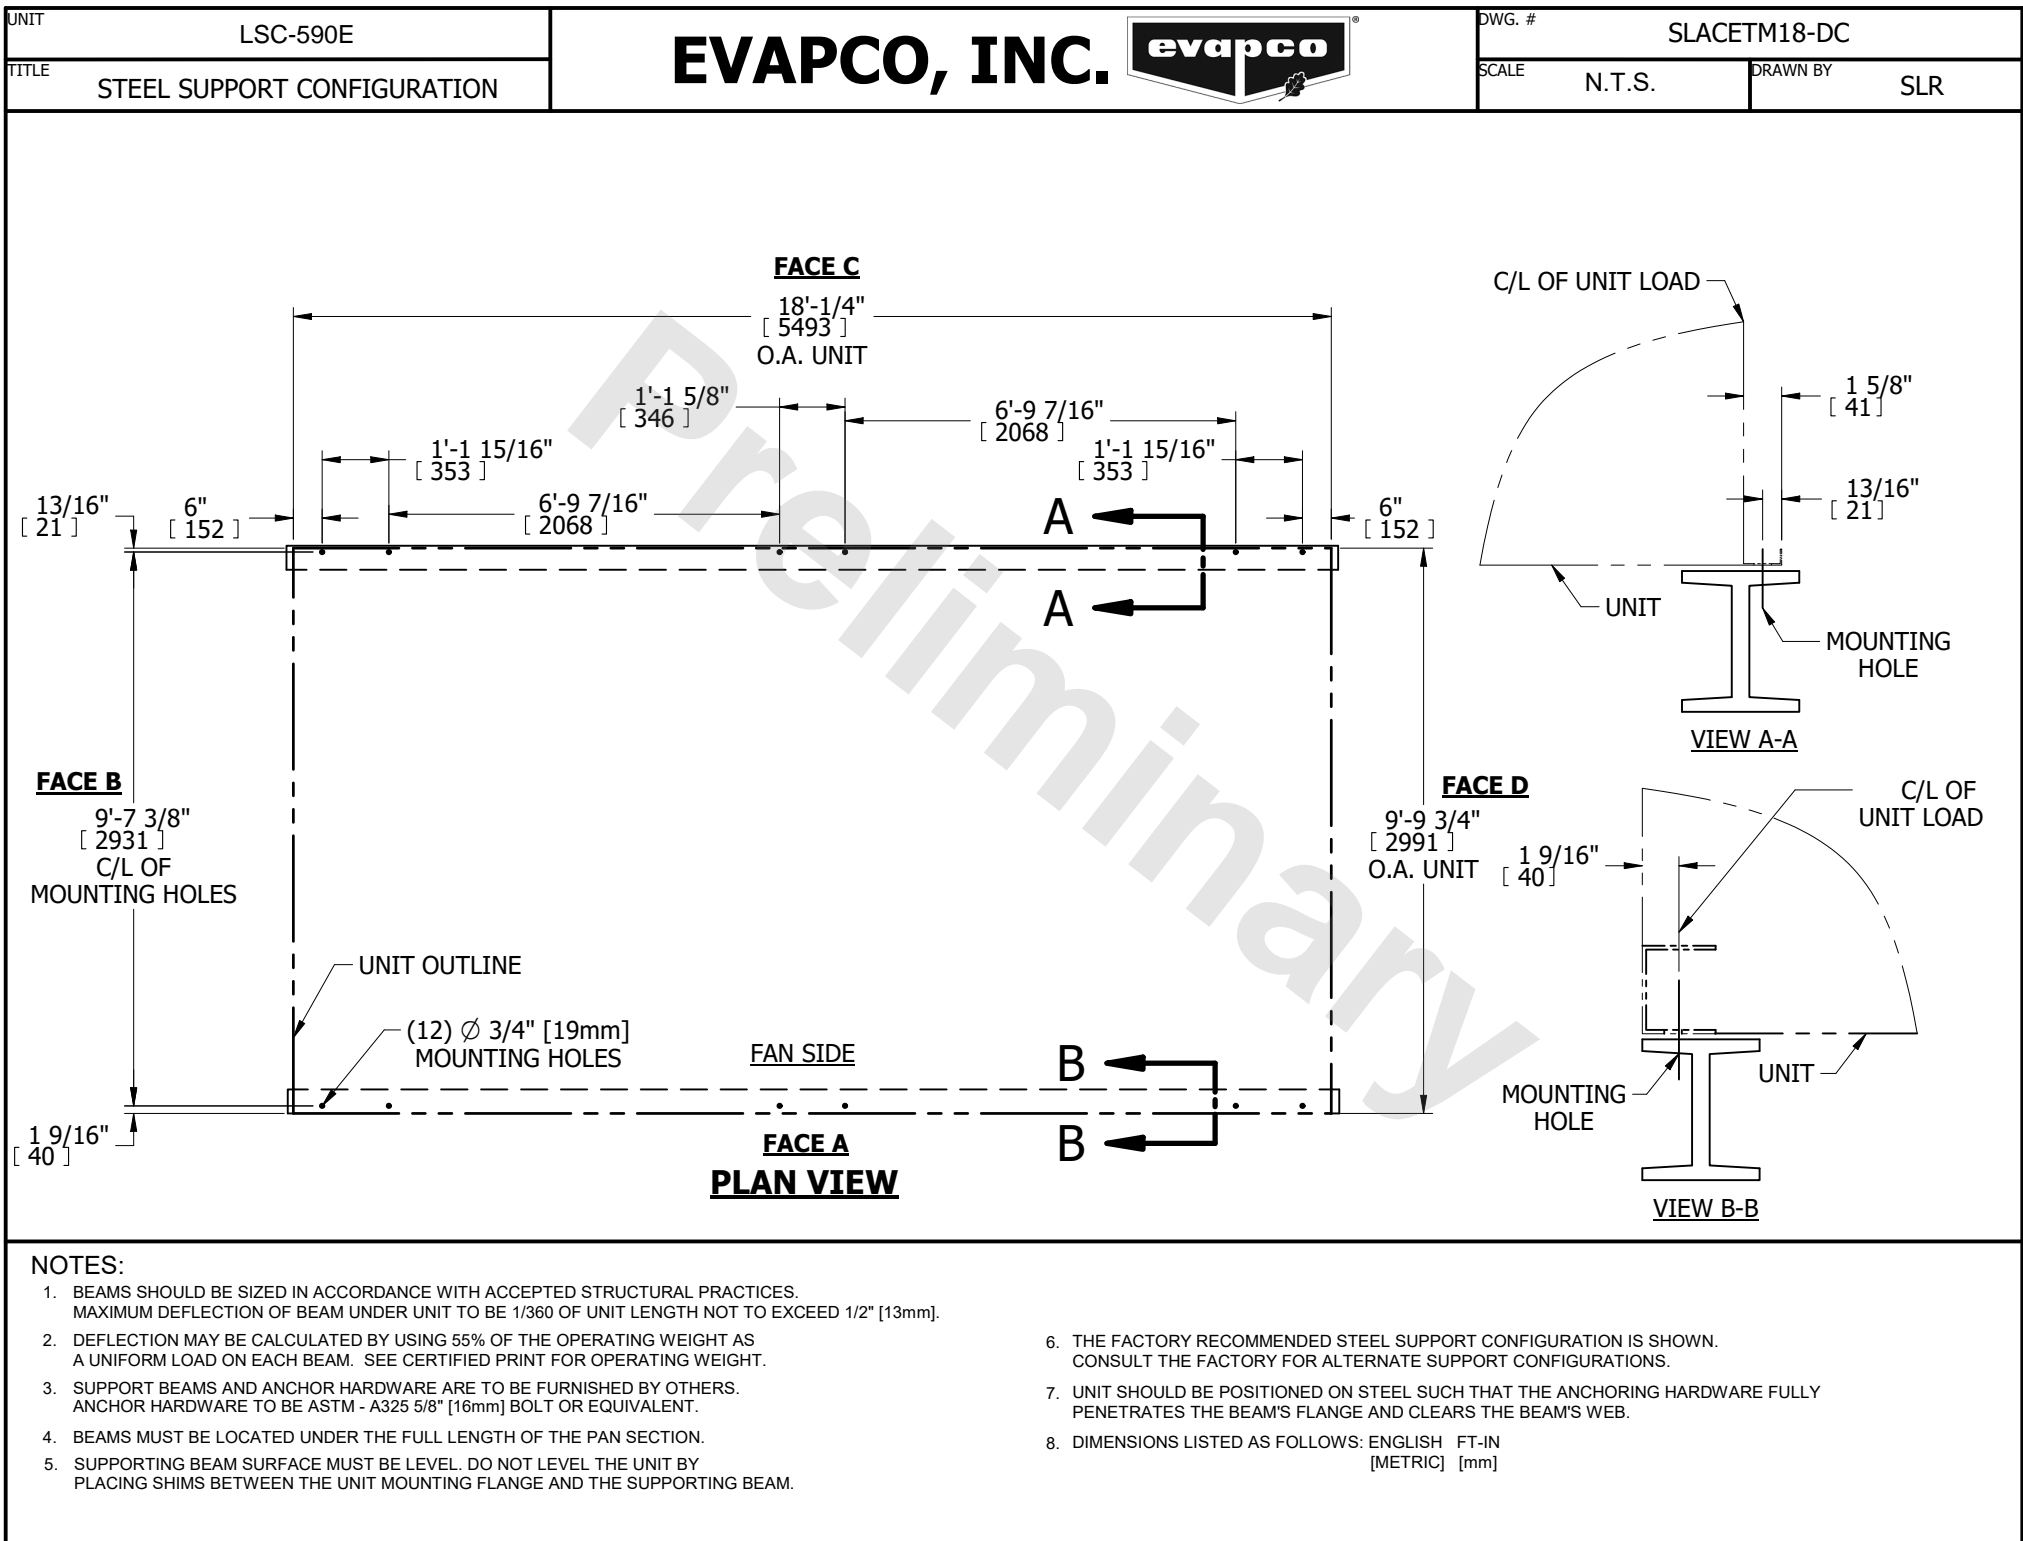 UNIT
LSC-590E
TITLE
STEEL SUPPORT CONFIGURATION
EVAPCO, INC.
evapco
®
DWG. #
SLACETM18-DC
SCALE
N.T.S.
DRAWN BY
SLR
FACE C
18'-1/4"
[ 5493 ]
O.A. UNIT
1'-1 5/8"
[ 346 ]
6'-9 7/16"
[ 2068 ]
1'-1 15/16"
[ 353 ]
1'-1 15/16"
[ 353 ]
13/16"
[ 21 ]
6"
[ 152 ]
6'-9 7/16"
[ 2068 ]
6"
[ 152 ]
A
A
FACE B
9'-7 3/8"
[ 2931 ]
C/L OF
MOUNTING HOLES
FACE D
9'-9 3/4"
[ 2991 ]
O.A. UNIT
UNIT OUTLINE
(12) Ø 3/4" [19mm]
MOUNTING HOLES
FAN SIDE
B
B
1 9/16"
[ 40 ]
FACE A
PLAN VIEW
Preliminary
C/L OF UNIT LOAD
1 5/8"
[ 41]
13/16"
[ 21]
UNIT
MOUNTING
HOLE
VIEW A-A
C/L OF
UNIT LOAD
1 9/16"
[ 40]
MOUNTING
HOLE
UNIT
VIEW B-B
NOTES:
1. BEAMS SHOULD BE SIZED IN ACCORDANCE WITH ACCEPTED STRUCTURAL PRACTICES.
MAXIMUM DEFLECTION OF BEAM UNDER UNIT TO BE 1/360 OF UNIT LENGTH NOT TO EXCEED 1/2" [13mm].
2. DEFLECTION MAY BE CALCULATED BY USING 55% OF THE OPERATING WEIGHT AS
A UNIFORM LOAD ON EACH BEAM. SEE CERTIFIED PRINT FOR OPERATING WEIGHT.
3. SUPPORT BEAMS AND ANCHOR HARDWARE ARE TO BE FURNISHED BY OTHERS.
ANCHOR HARDWARE TO BE ASTM - A325 5/8" [16mm] BOLT OR EQUIVALENT.
4. BEAMS MUST BE LOCATED UNDER THE FULL LENGTH OF THE PAN SECTION.
5. SUPPORTING BEAM SURFACE MUST BE LEVEL. DO NOT LEVEL THE UNIT BY
PLACING SHIMS BETWEEN THE UNIT MOUNTING FLANGE AND THE SUPPORTING BEAM.
6. THE FACTORY RECOMMENDED STEEL SUPPORT CONFIGURATION IS SHOWN.
CONSULT THE FACTORY FOR ALTERNATE SUPPORT CONFIGURATIONS.
7. UNIT SHOULD BE POSITIONED ON STEEL SUCH THAT THE ANCHORING HARDWARE FULLY
PENETRATES THE BEAM'S FLANGE AND CLEARS THE BEAM'S WEB.
8. DIMENSIONS LISTED AS FOLLOWS: ENGLISH FT-IN
[METRIC] [mm]